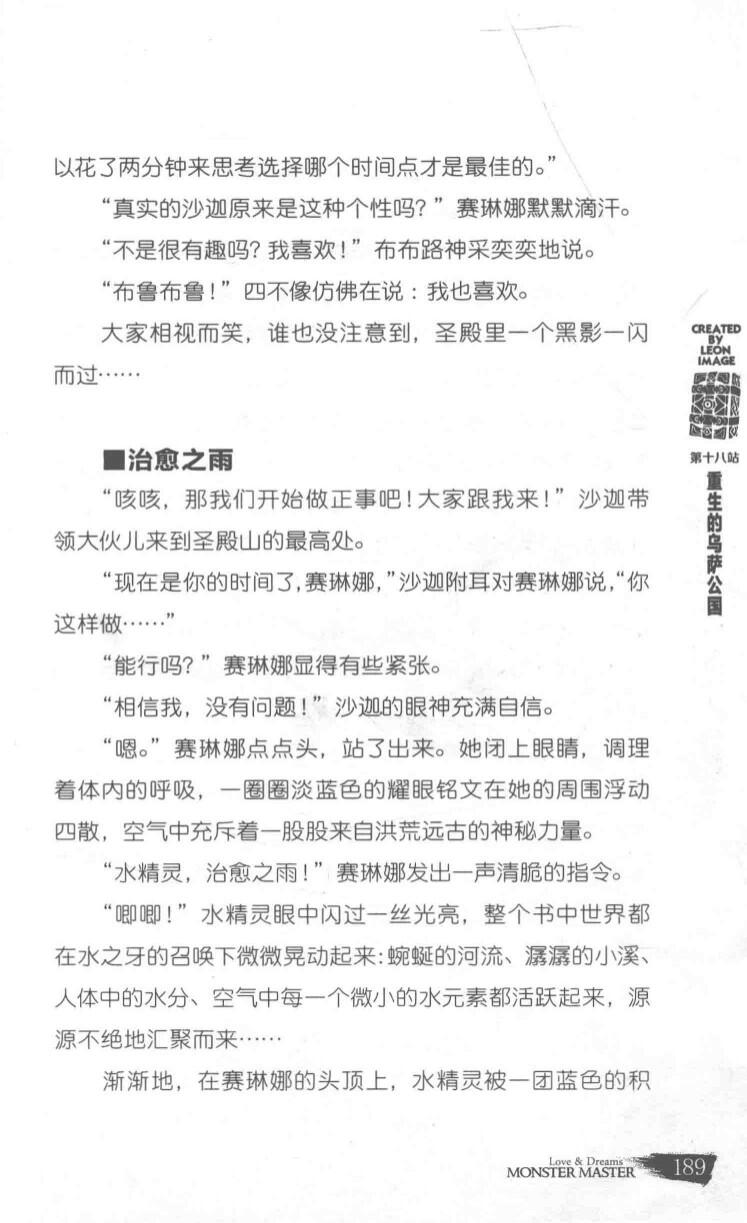 以花了两分钟来思考选择哪个时间点才是最佳的。”
“真实的沙迦原来是这种个性吗？”赛琳娜默默滴汗。
“不是很有趣吗？我喜欢！”布布路神采奕奕地说。
“布鲁布鲁！”四不像仿佛在说：我也喜欢。
大家相视而笑，谁也没注意到，圣殿里一个黑影一闪
而过……
■治愈之雨
“咳咳，那我们开始做正事吧！大家跟我来！”沙迦带
领大伙儿来到圣殿山的最高处。
“现在是你的时间了，赛琳娜，”沙迦附耳对赛琳娜说，“你
这样做……”
“能行吗？”赛琳娜显得有些紧张。
“相信我，没有问题！”沙迦的眼神充满自信。
“嗯。”赛琳娜点点头，站了出来。她闭上眼睛，调理
着体内的呼吸，一圈圈淡蓝色的耀眼铭文在她的周围浮动
四散，空气中充斥着一股股来自洪荒远古的神秘力量。
“水精灵，治愈之雨！”赛琳娜发出一声清脆的指令。
“唧唧！”水精灵眼中闪过一丝光亮，整个书中世界都
在水之牙的召唤下微微晃动起来：蜿蜒的河流、潺潺的小溪、
人体中的水分、空气中每一个微小的水元素都活跃起来，源
源不绝地汇聚而来……
渐渐地，在赛琳娜的头顶上，水精灵被一团蓝色的积
CREATED
BY
LEON
IMAGE
第十八站
重生的乌萨公国
Love & Dreams
MONSTER MASTER
189